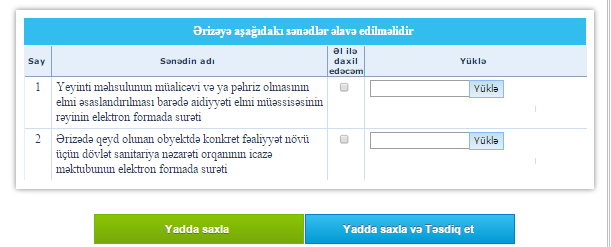 Ərizəyə aşağıdakı sənədlər əlavə edilməlidir
Say
Sənədin adı
Əl ilə
daxil
edəcəm
Yüklə
1
Yeyinti məhsulunun müalicəvi və ya pəhriz olmasının
elmi əsaslandırılması barədə aidiyyəti elmi müəssisəsinin
rəyinin elektron formada surəti
Yüklə
2
Ərizədə qeyd olunan obyektdə konkret fəaliyyət növü
üçün dövlət sanitariya nəzarəti orqanının icazə
məktubunun elektron formada surəti
Yüklə
Yadda saxla
Yadda saxla və Təsdiq et